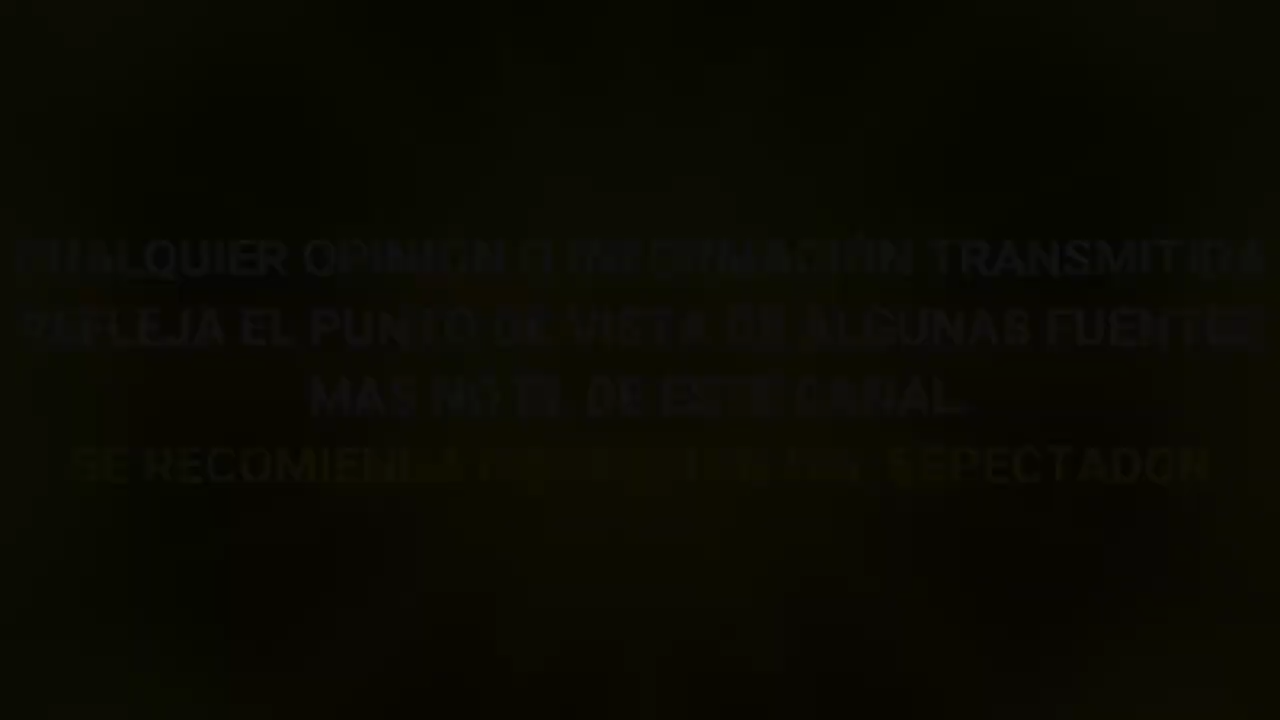 CUALQUIER OPINIÓN O INFORMACIÓN TRANSMITIDA
REFLEJA EL PUNTO DE VISTA DE ALGUNAS FUENTES
MAS NO EL DE ESTE CANAL.
SE RECOMIENDA